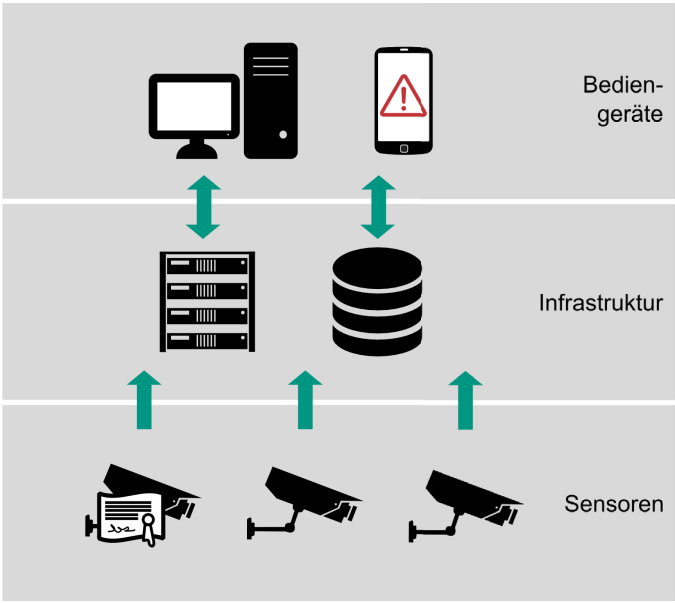 Bedien-
geräte
Infrastruktur
Sensoren